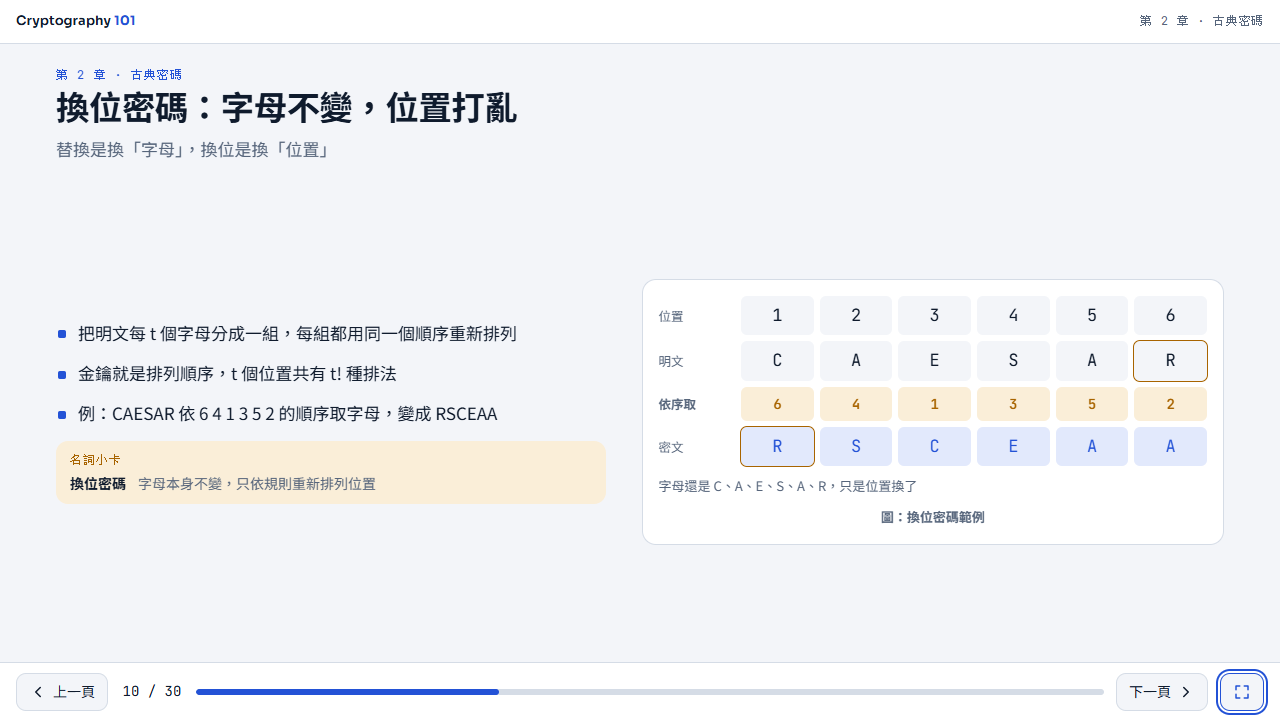 Cryptography 101
第 2 章 · 古典密碼
第 2 章 · 古典密碼
換位密碼：字母不變，位置打亂
替換是換「字母」，換位是換「位置」
把明文每 t 個字母分成一組，每組都用同一個順序重新排列
金鑰就是排列順序，t 個位置共有 t! 種排法
例：CAESAR 依 6 4 1 3 5 2 的順序取字母，變成 RSCEAA
名詞小卡
換位密碼 字母本身不變，只依規則重新排列位置
位置 1 2 3 4 5 6
明文 C A E S A R
依序取 6 4 1 3 5 2
密文 R S C E A A
字母還是 C、A、E、S、A、R，只是位置換了
圖：換位密碼範例
上一頁
10 / 30
下一頁